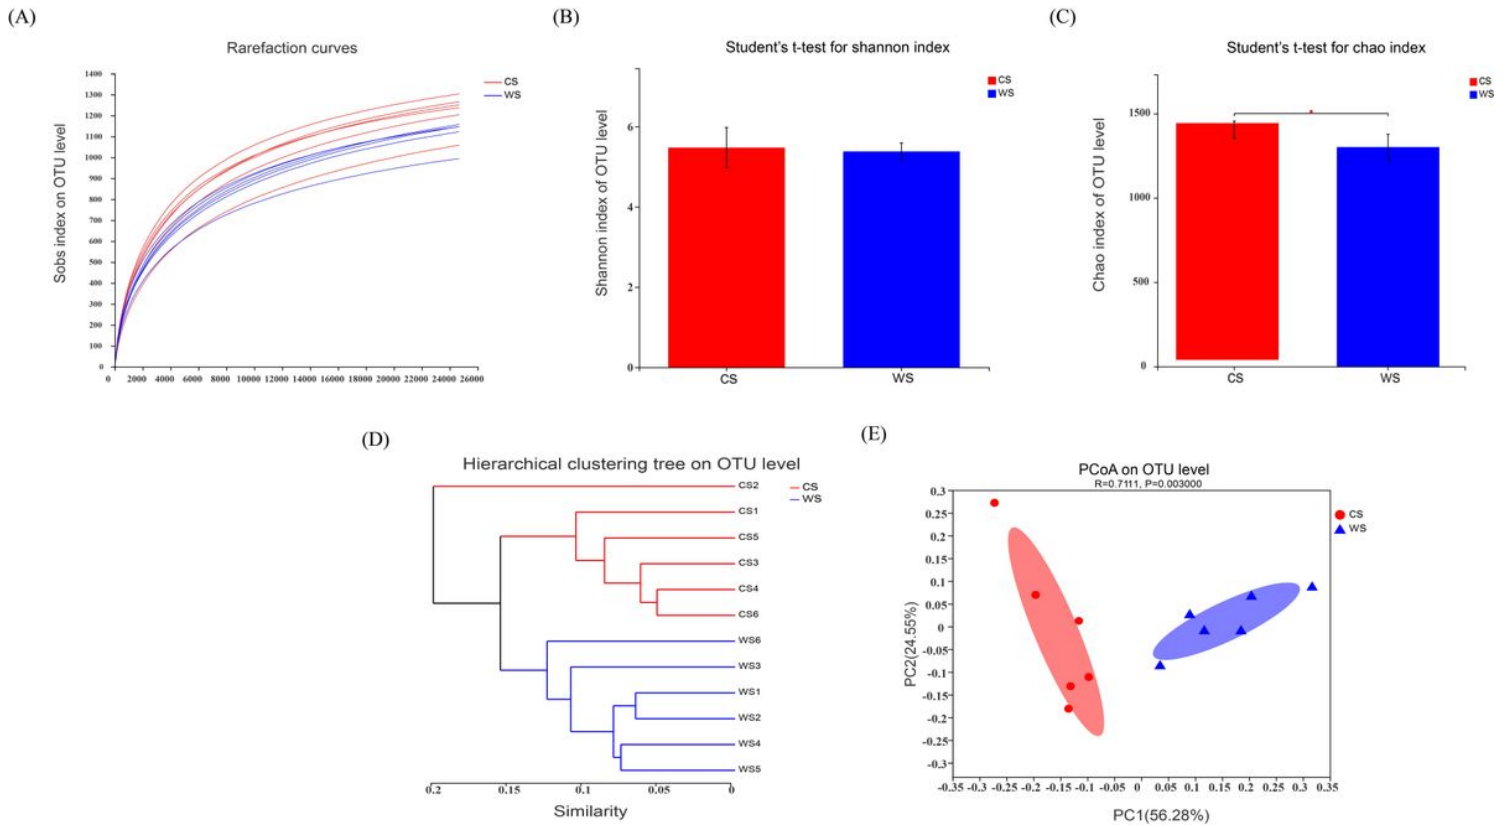 (A)
Rarefaction curves
Sobs index on OTU level
1400
1300
1200
1100
1000
900
800
700
600
500
400
300
200
100
0
0 2000 4000 6000 8000 10000 12000 14000 16000 18000 20000 22000 24000 26000
CS
WS
(B)
Student's t-test for shannon index
Shannon index of OTU level
6
4
2
0
CS WS
CS
WS
(C)
Student's t-test for chao index
Chao index of OTU level
1500
1000
500
0
*
CS WS
CS
WS
(D)
Hierarchical clustering tree on OTU level
CS
WS
CS2
CS1
CS5
CS3
CS4
CS6
WS6
WS3
WS1
WS2
WS4
WS5
0.2 0.15 0.1 0.05 0
Similarity
(E)
PCoA on OTU level
R=0.7111, P=0.003000
PC2(24.55%)
0.3
0.25
0.2
0.15
0.1
0.05
0
-0.05
-0.1
-0.15
-0.2
-0.25
-0.3
-0.35 -0.3 -0.25 -0.2 -0.15 -0.1 -0.05 0 0.05 0.1 0.15 0.2 0.25 0.3 0.35
PC1(56.28%)
CS
WS